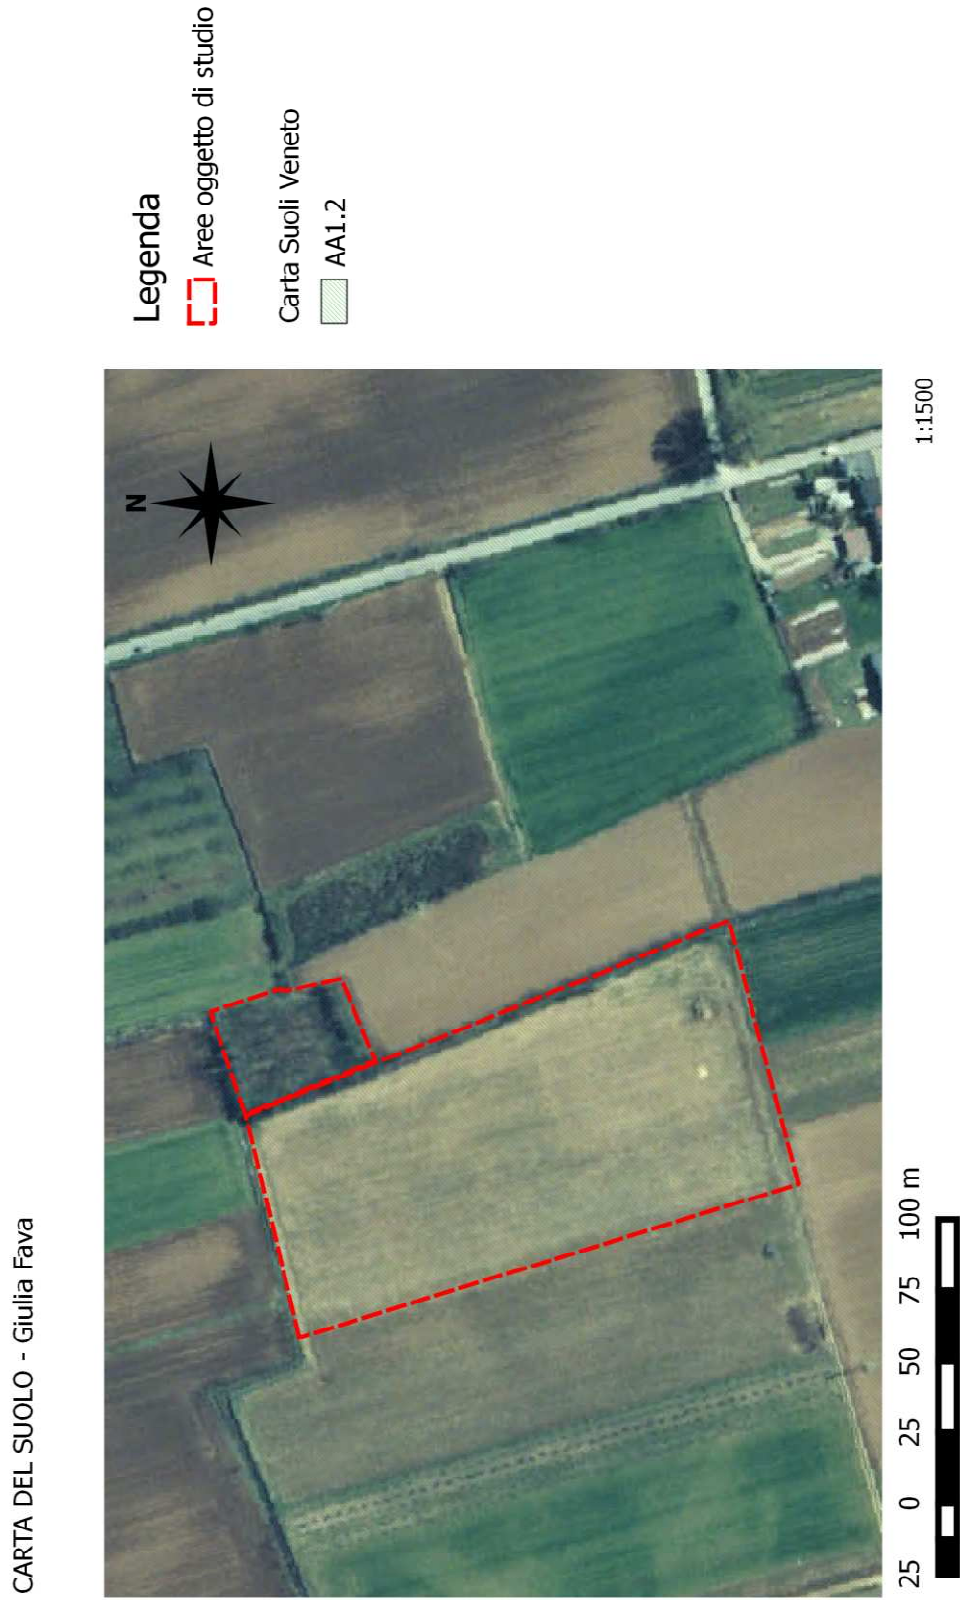 CARTA DEL SUOLO - Giulia Fava
N
Legenda
Aree oggetto di studio
Carta Suoli Veneto
AA1.2
25 0 25 50 75 100 m
1:1500